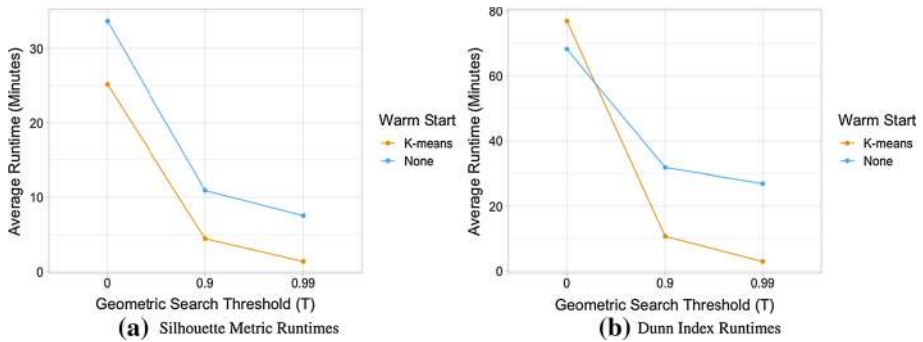 30
20
10
0
Average Runtime (Minutes)
0
0.9
0.99
Geometric Search Threshold (T)
Warm Start
K-means
None
(a) Silhouette Metric Runtimes
80
60
40
20
0
Average Runtime (Minutes)
0
0.9
0.99
Geometric Search Threshold (T)
Warm Start
K-means
None
(b) Dunn Index Runtimes